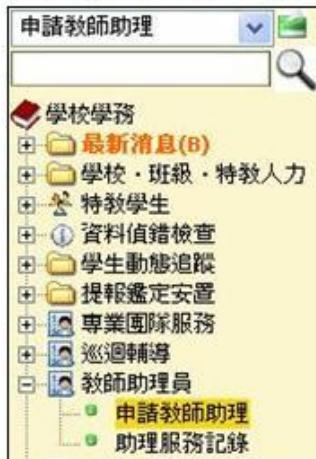 申請教師助理
學校學務
最新消息(B)
學校・班級・特教人力
特教學生
資料偵錯檢查
學生動態追蹤
提報鑑定安置
專業團隊服務
巡迴輔導
教師助理員
申請教師助理
助理服務記錄